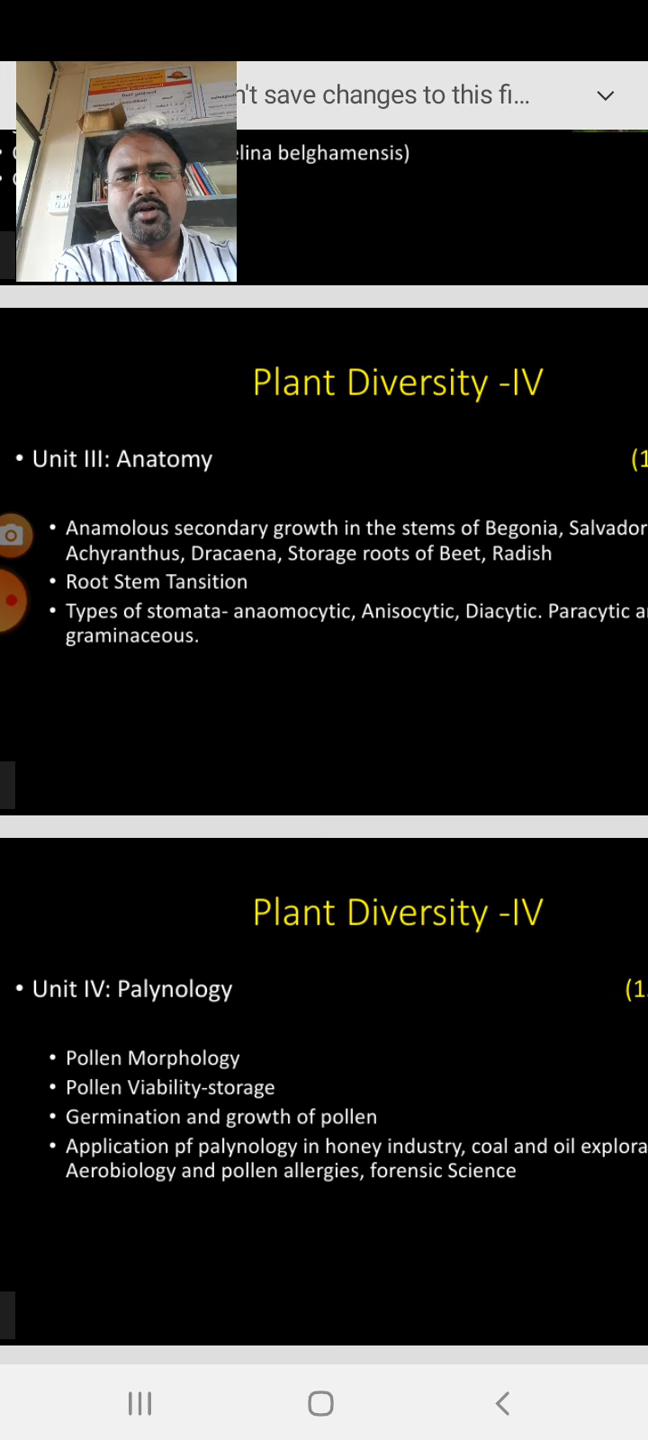 n't save changes to this fi...
elina belghamensis)
Plant Diversity -IV
• Unit III: Anatomy (1
• Anamolous secondary growth in the stems of Begonia, Salvador
Achyranthus, Dracaena, Storage roots of Beet, Radish
• Root Stem Tansition
• Types of stomata- anaomocytic, Anisocytic, Diacytic. Paracytic a
graminaceous.
Plant Diversity -IV
• Unit IV: Palynology (1.
• Pollen Morphology
• Pollen Viability-storage
• Germination and growth of pollen
• Application pf palynology in honey industry, coal and oil explora
Aerobiology and pollen allergies, forensic Science